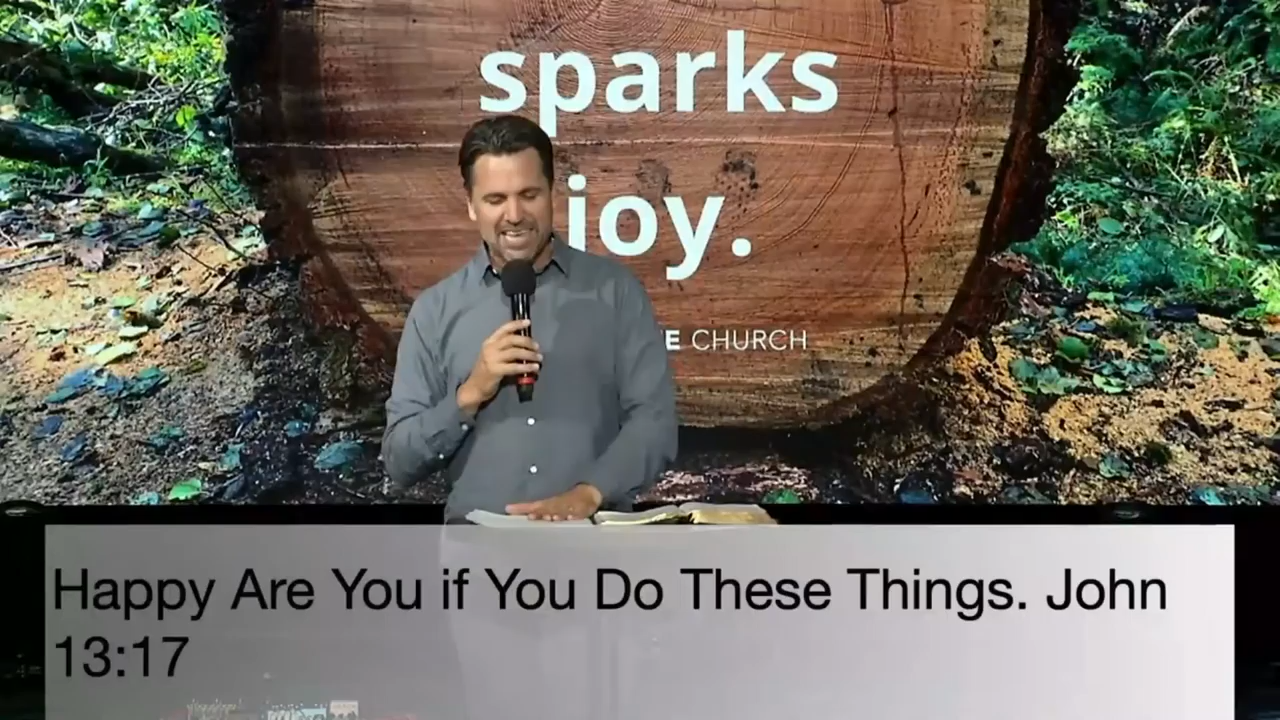 sparks
joy.
E CHURCH
Happy Are You if You Do These Things. John
13:17